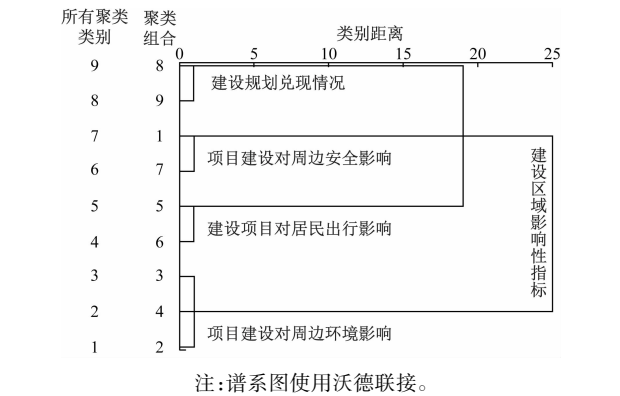 所有聚类
类别
聚类
组合
类别距离
0 5 10 15 20 25
9 8
建设规划兑现情况
8 9
7 1
项目建设对周边安全影响
6 7
5 5
建设项目对居民出行影响
4 6
3 3
2 4
项目建设对周边环境影响
1 2
建设区域影响性指标
注:谱系图使用沃德联接。